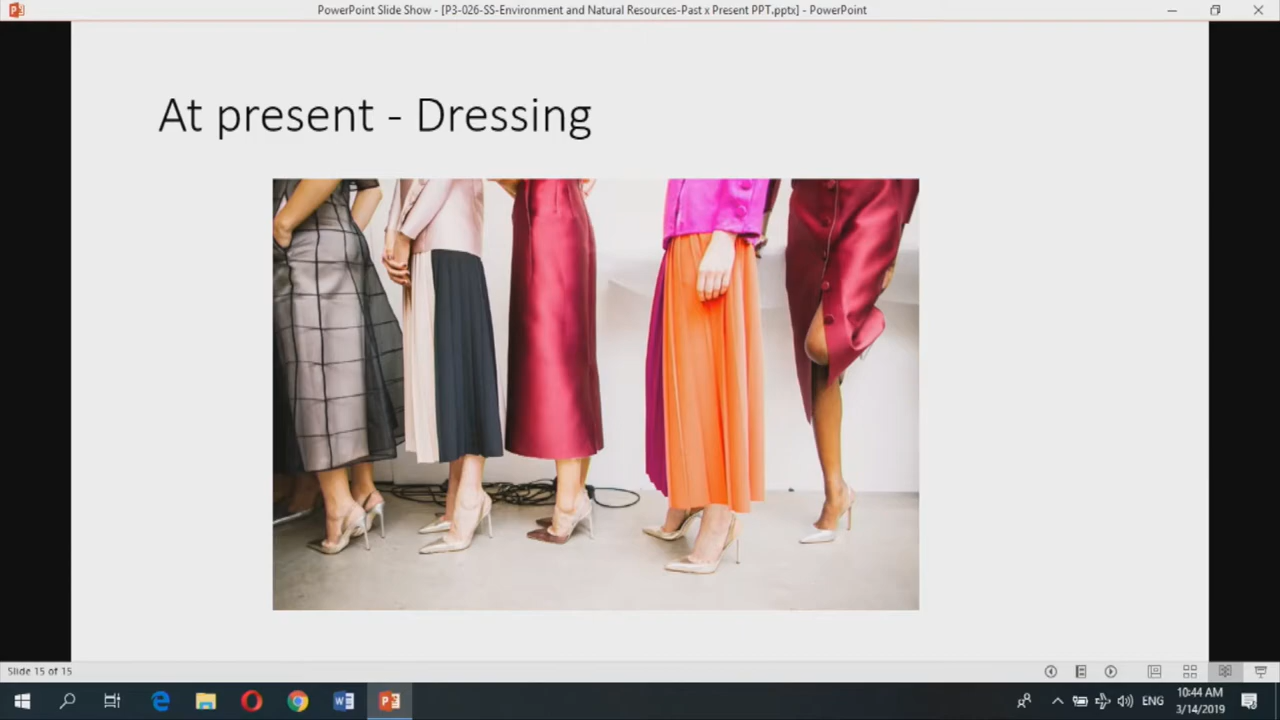 PowerPoint Slide Show - [P3-026-SS-Environment and Natural Resources-Past x Present PPT.pptx] - PowerPoint
At present - Dressing
Slide 15 of 15
ENG
10:44 AM
3/14/2019